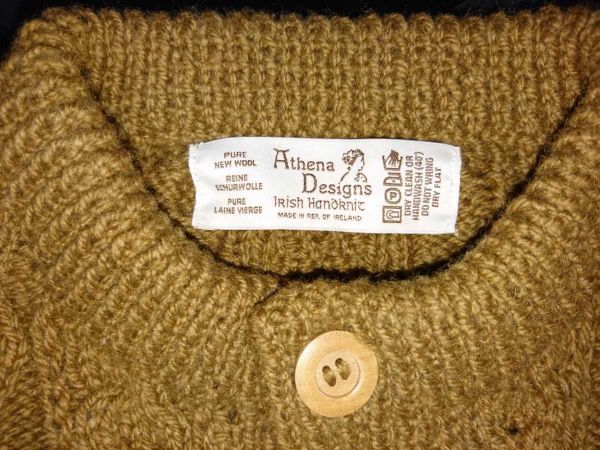 PURE
NEW WOOL
REINE
SCHURWOLLE
PURE
LAINE VIERGE
Athena
Designs
Irish Handknit
MADE IN REP. OF IRELAND
DRY CLEAN OR
HANDWASH (40°)
DO NOT WRING
DRY FLAT